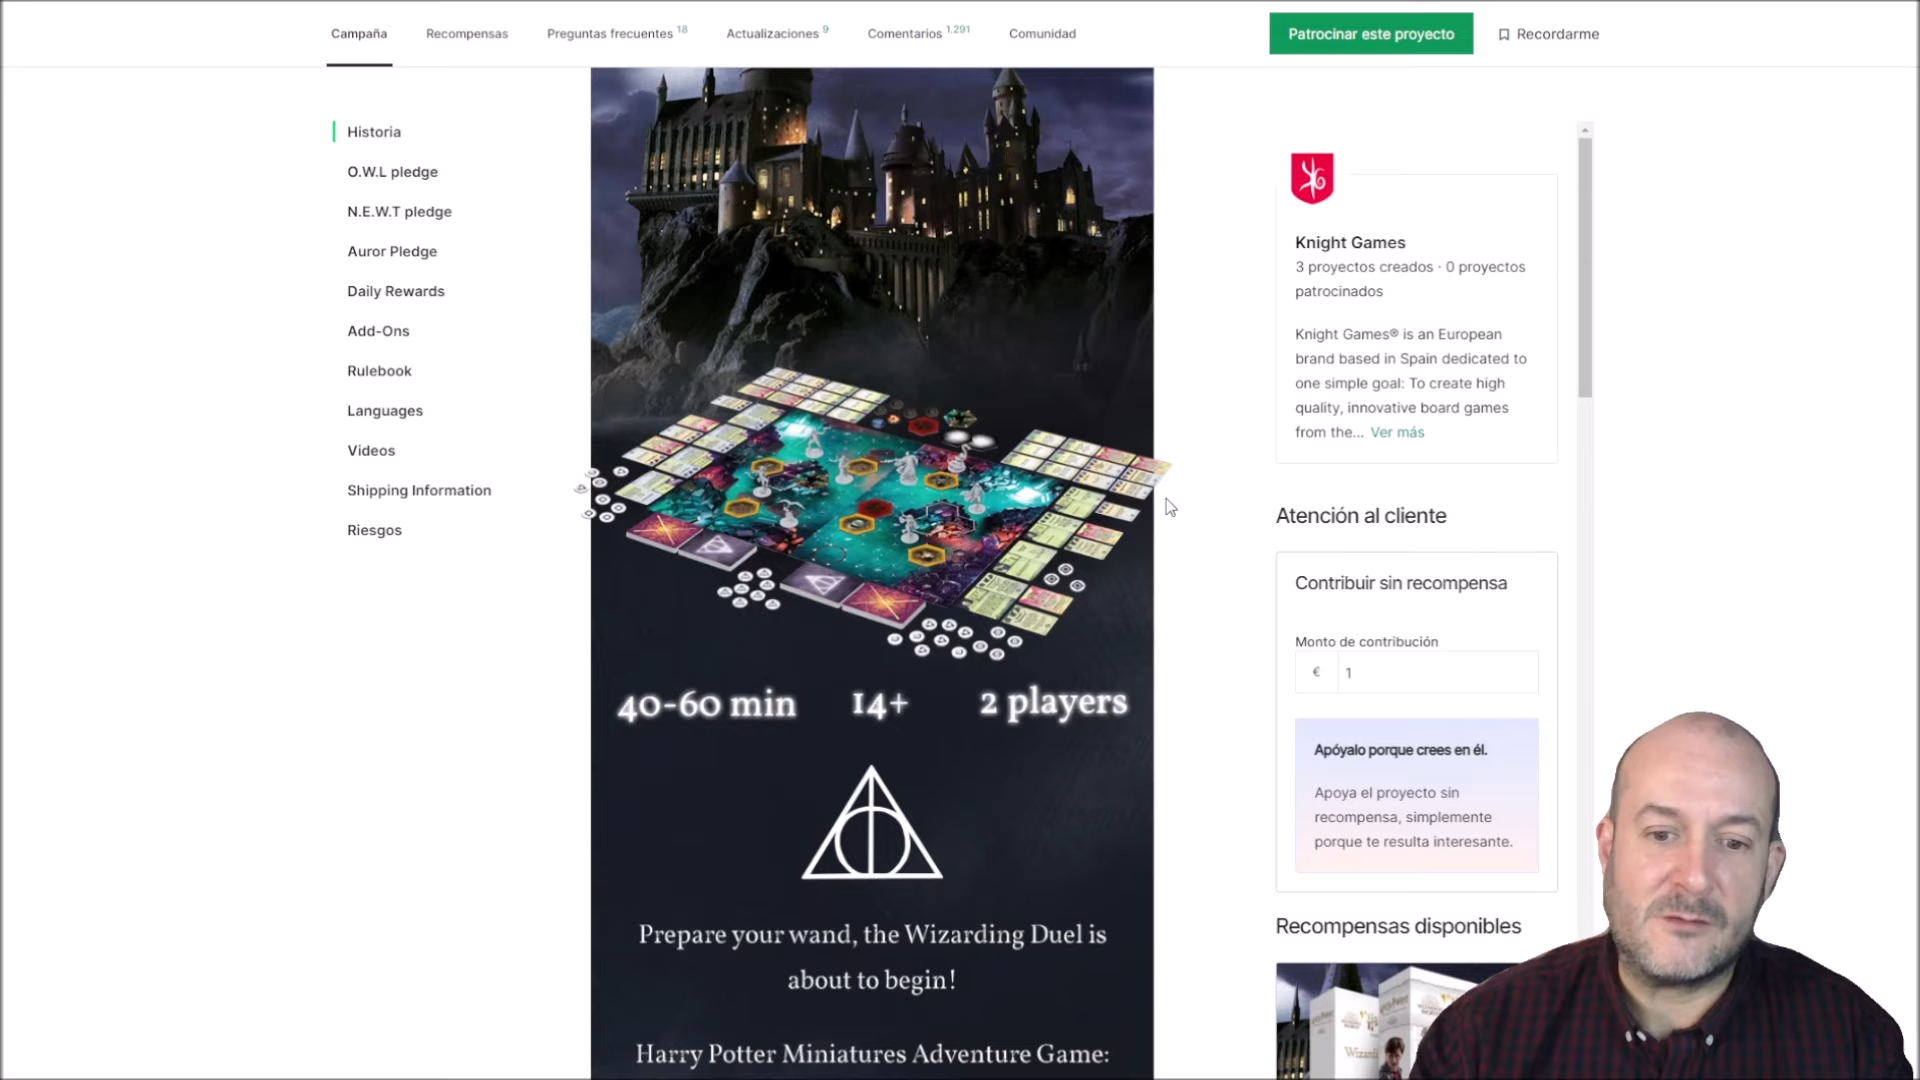 Campaña
Recompensas
Preguntas frecuentes 18
Actualizaciones 9
Comentarios 1.291
Comunidad
Patrocinar este proyecto
Recordarme
Historia
O.W.L pledge
N.E.W.T pledge
Auror Pledge
Daily Rewards
Add-Ons
Rulebook
Languages
Videos
Shipping Information
Riesgos
40-60 min
14+
2 players
Prepare your wand, the Wizarding Duel is
about to begin!
Harry Potter Miniatures Adventure Game:
Knight Games
3 proyectos creados · 0 proyectos
patrocinados
Knight Games® is an European
brand based in Spain dedicated to
one simple goal: To create high
quality, innovative board games
from the... Ver más
Atención al cliente
Contribuir sin recompensa
Monto de contribución
€ 1
Apóyalo porque crees en él.
Apoya el proyecto sin
recompensa, simplemente
porque te resulta interesante.
Recompensas disponibles